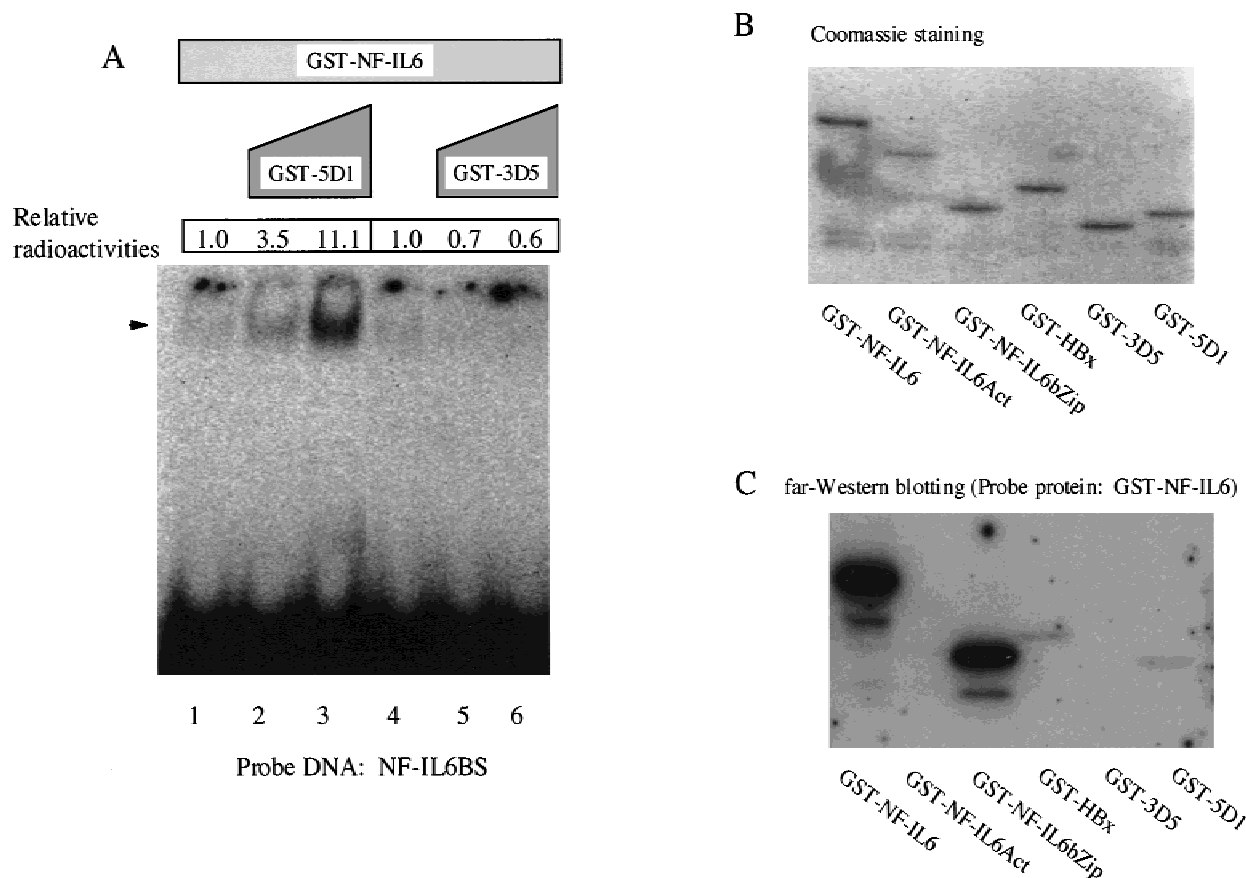 A
GST-NF-IL6
GST-5D1
GST-3D5
Relative
radioactivities
1.0 3.5 11.1 1.0 0.7 0.6
1 2 3 4 5 6
Probe DNA: NF-IL6BS
B
Coomassie staining
GST-NF-IL6
GST-NF-IL6Act
GST-NF-IL6bZip
GST-HBx
GST-3D5
GST-5D1
C
far-Western blotting (Probe protein: GST-NF-IL6)
GST-NF-IL6
GST-NF-IL6Act
GST-NF-IL6bZip
GST-HBx
GST-3D5
GST-5D1